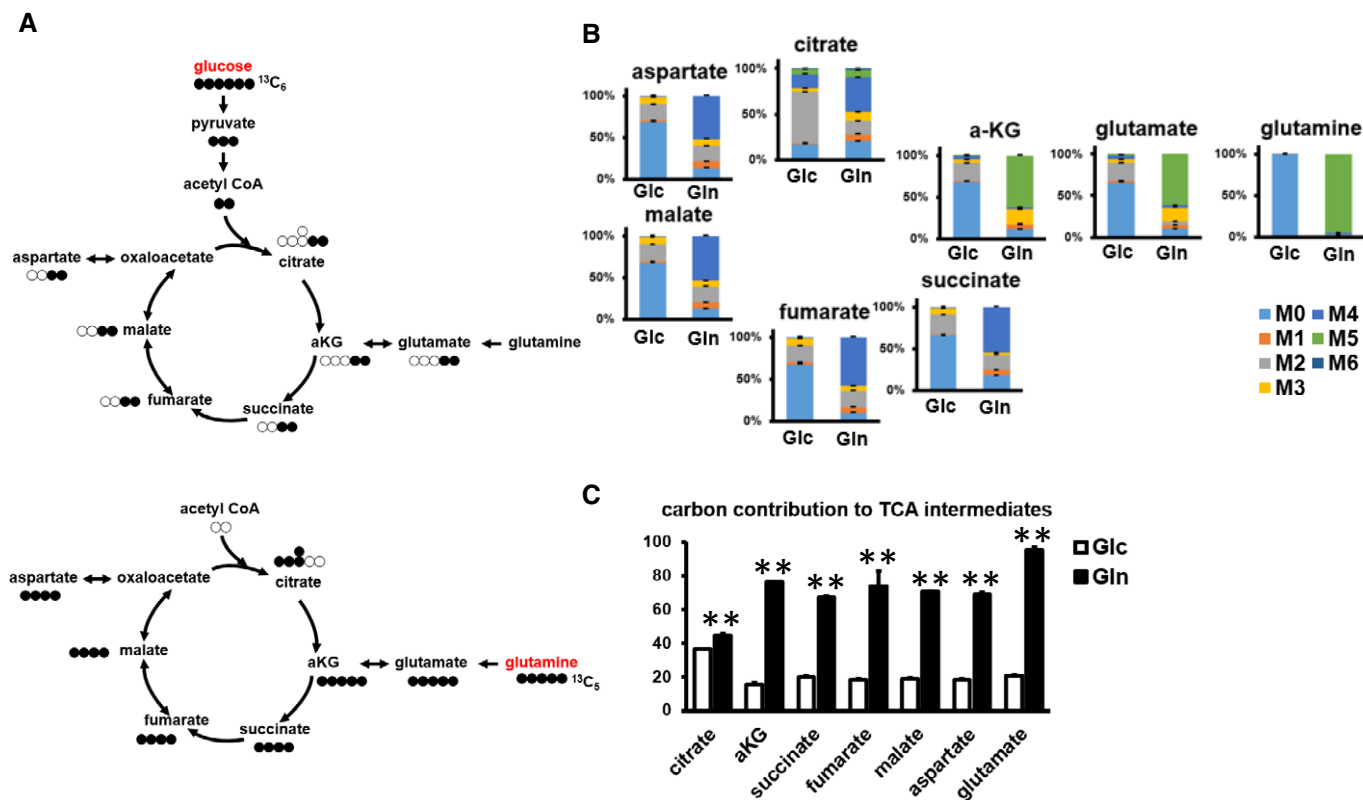 A
glucose
13C6
pyruvate
acetyl CoA
aspartate
oxaloacetate
citrate
malate
aKG
glutamate
glutamine
fumarate
succinate
acetyl CoA
aspartate
oxaloacetate
citrate
malate
aKG
glutamate
glutamine
13C5
fumarate
succinate
B
citrate
100%
50%
0%
Glc Gln
aspartate
100%
50%
0%
Glc Gln
a-KG
100%
50%
0%
Glc Gln
glutamate
100%
50%
0%
Glc Gln
glutamine
100%
50%
0%
Glc Gln
malate
100%
50%
0%
Glc Gln
succinate
100%
50%
0%
Glc Gln
fumarate
100%
50%
0%
Glc Gln
M0 M4
M1 M5
M2 M6
M3
C
carbon contribution to TCA intermediates
100
80
60
40
20
0
** ** ** ** ** ** **
Glc
Gln
citrate
aKG
succinate
fumarate
malate
aspartate
glutamate